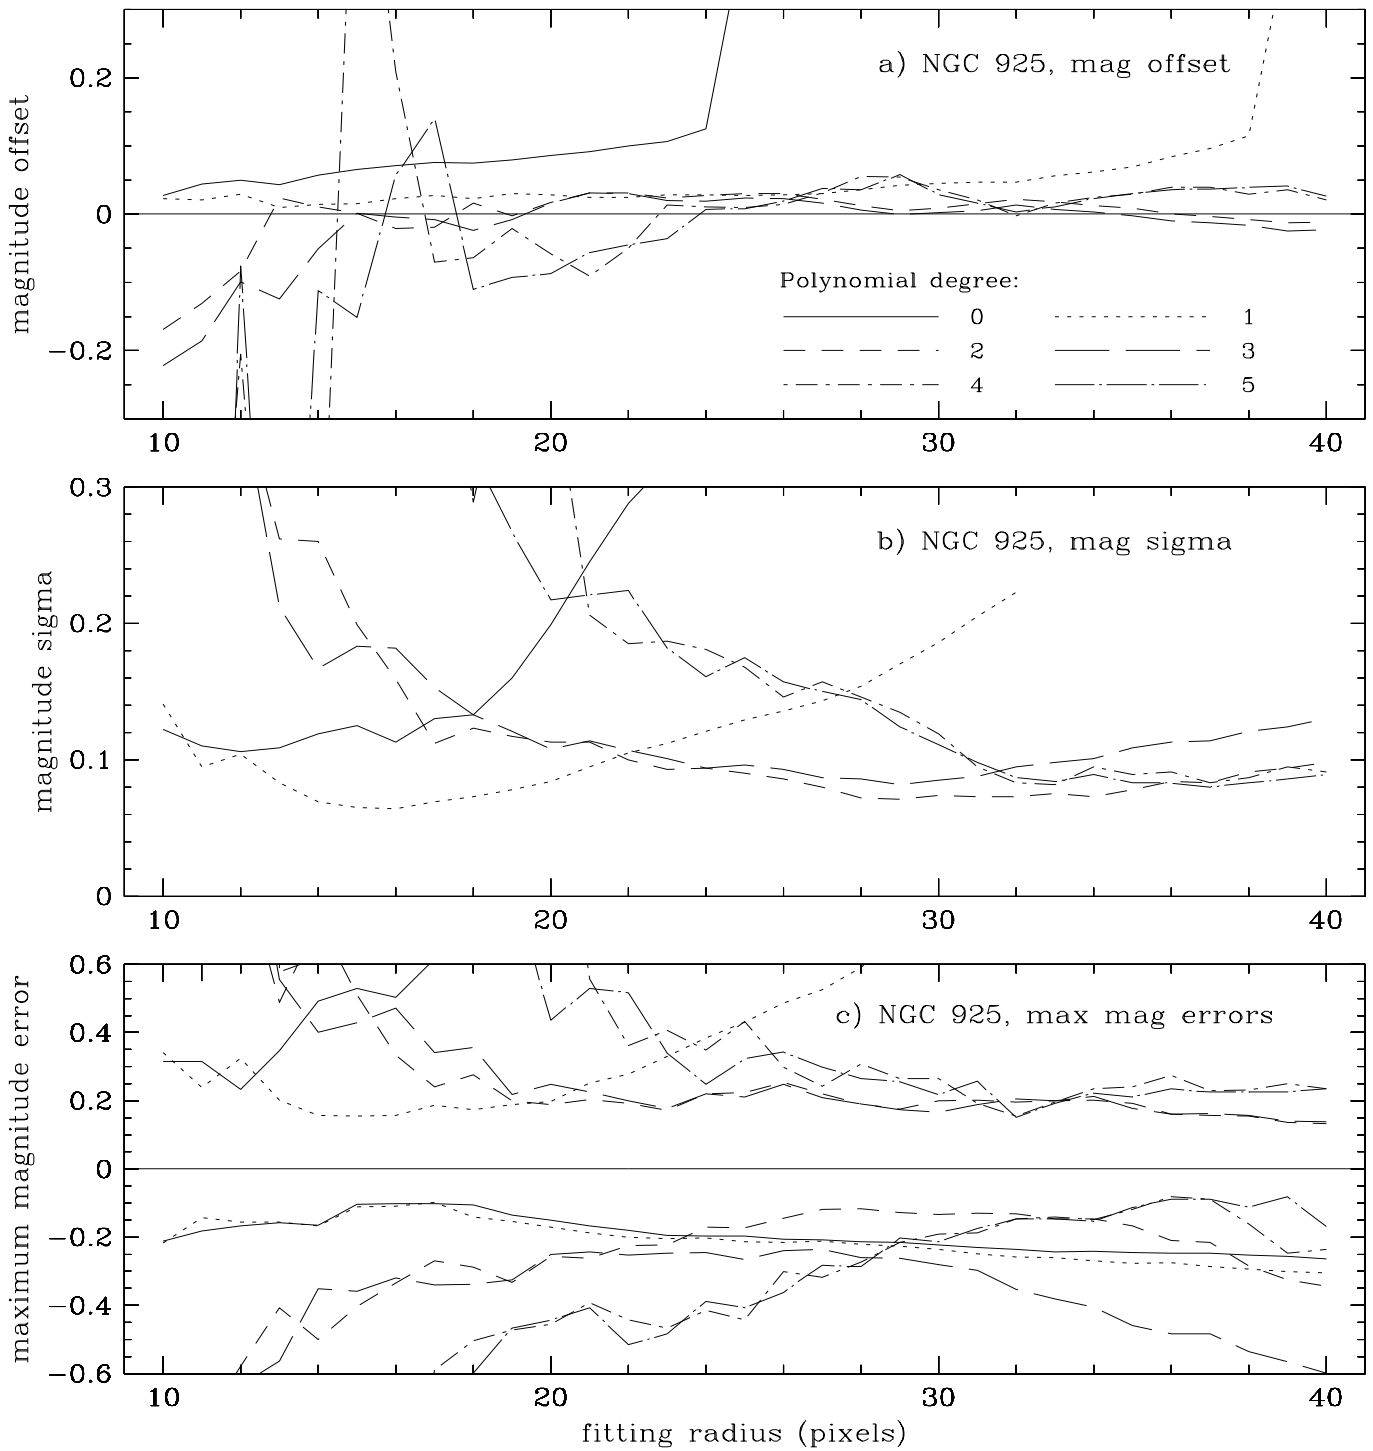 a) NGC 925, mag offset
magnitude offset
0.2
0
−0.2
Polynomial degree:
0 1
2 3
4 5
10 20 30 40
b) NGC 925, mag sigma
magnitude sigma
0.3
0.2
0.1
0
10 20 30 40
c) NGC 925, max mag errors
maximum magnitude error
0.6
0.4
0.2
0
−0.2
−0.4
−0.6
10 20 30 40
fitting radius (pixels)